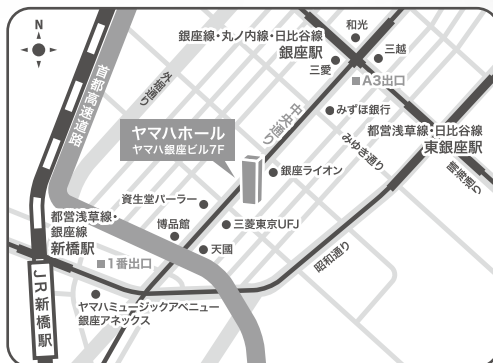 N
和光
銀座線・丸ノ内線・日比谷線
銀座駅
三越
三愛
■A3出口
首都高速道路
外堀通り
中央通り
みずほ銀行
都営浅草線・日比谷線
東銀座駅
みゆき通り
晴海通り
ヤマハホール
ヤマハ銀座ビル7F
銀座ライオン
資生堂パーラー
都営浅草線・
銀座線
新橋駅
博品館
三菱東京UFJ
天國
昭和通り
■1番出口
JR新橋駅
ヤマハミュージックアベニュー
銀座アネックス